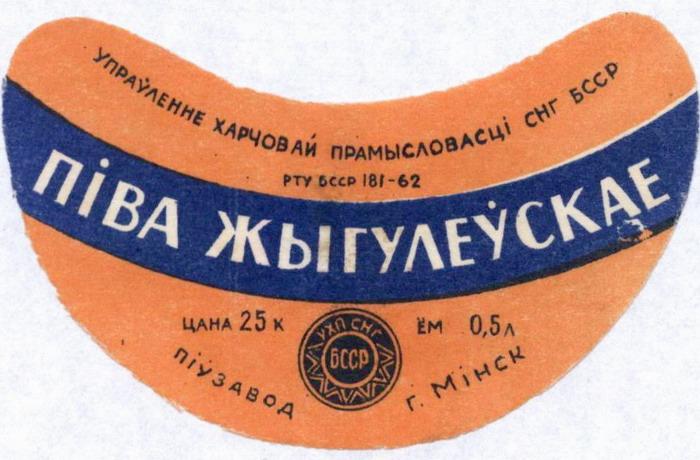 УПРАЎЛЕННЕ ХАРЧОВАЙ ПРАМЫСЛОВАСЦІ СНГ БССР
РТУ БССР 181-62
ПІВА ЖЫГУЛЕЎСКАЕ
ЦАНА 25 К
ЁМ 0,5 Л
УХП СНГ
БССР
ПІЎЗАВОД
Г. МІНСК